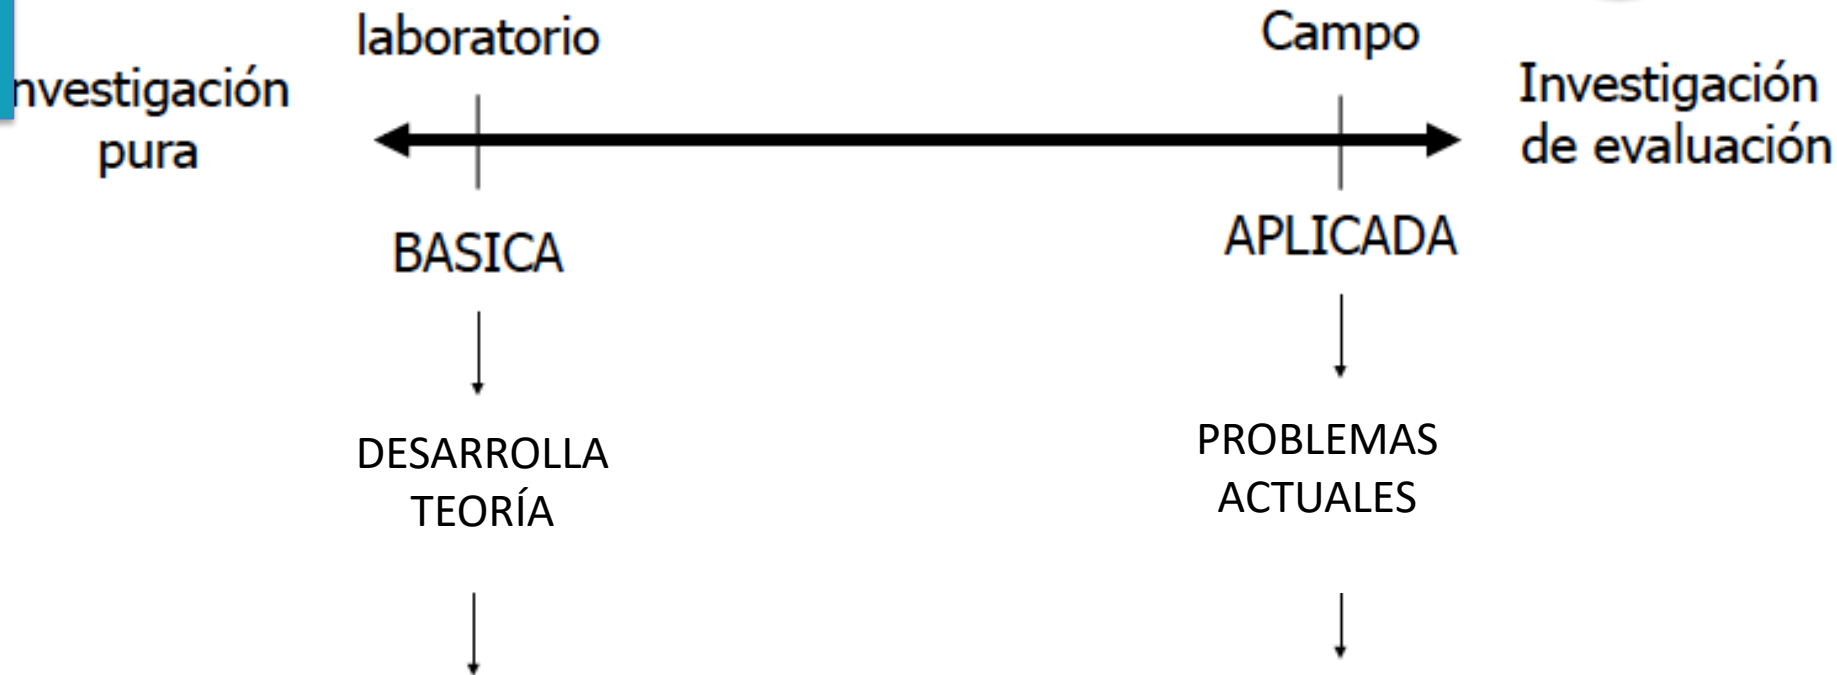 laboratorio
Campo
nvestigación
pura
Investigación
de evaluación
BASICA
APLICADA
DESARROLLA
TEORÍA
PROBLEMAS
ACTUALES